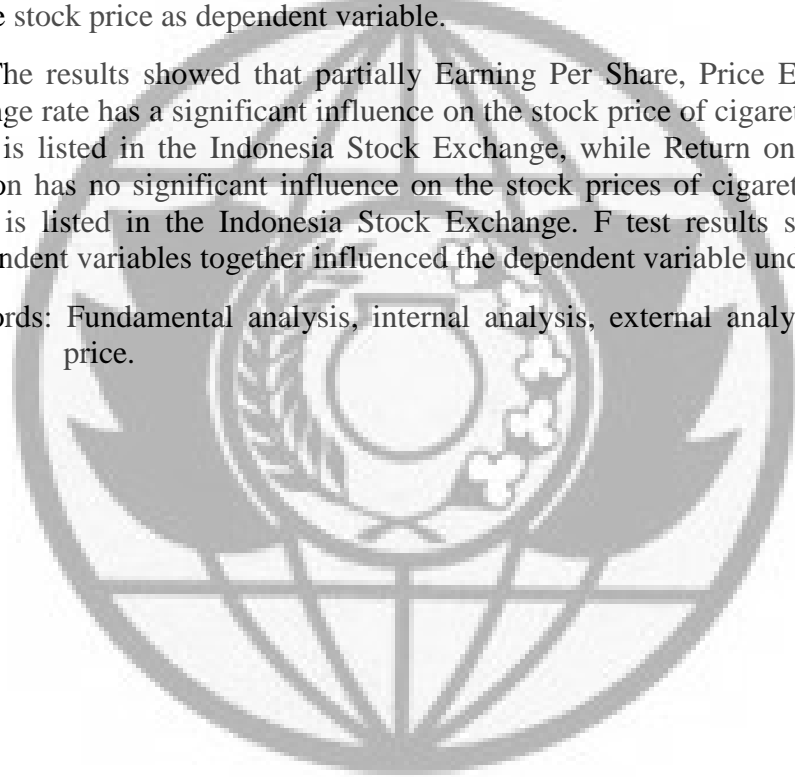 e stock price as dependent variable.
The results showed that partially Earning Per Share, Price E
nge rate has a significant influence on the stock price of cigaret
is listed in the Indonesia Stock Exchange, while Return on
on has no significant influence on the stock prices of cigaret
is listed in the Indonesia Stock Exchange. F test results s
ndent variables together influenced the dependent variable und
ords: Fundamental analysis, internal analysis, external analy
price.